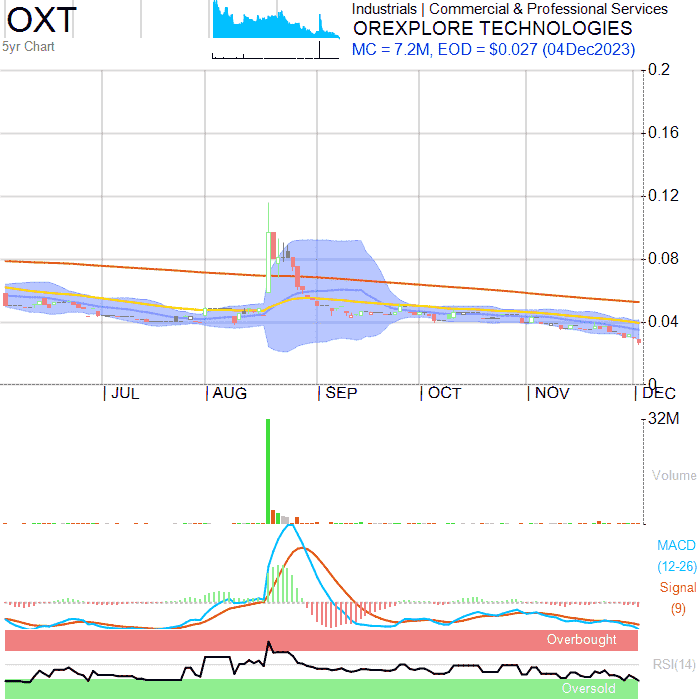 OXT
Industrials | Commercial & Professional Services
OREXPLORE TECHNOLOGIES
5yr Chart
MC = 7.2M, EOD = $0.027 (04Dec2023)
0.2
0.16
0.12
0.08
0.04
0
JUL AUG SEP OCT NOV DEC
32M
Volume
MACD
(12-26)
Signal
(9)
Overbought
RSI(14)
Oversold